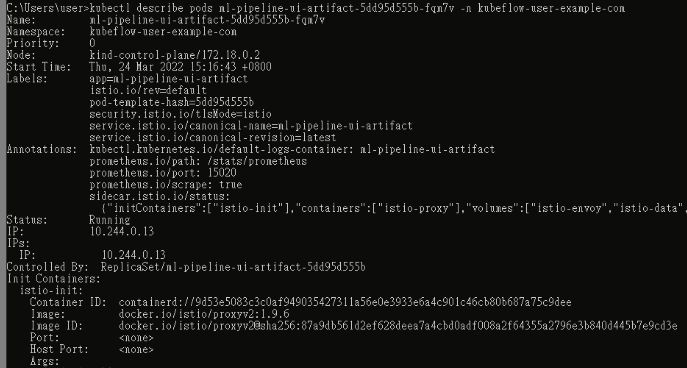 C:\Users\user>kubectl describe pods ml-pipeline-ui-artifact-5dd95d555b-fqm7v -n kubeflow-user-example-com
Name:         ml-pipeline-ui-artifact-5dd95d555b-fqm7v
Namespace:    kubeflow-user-example-com
Priority:     0
Node:         kind-control-plane/172.18.0.2
Start Time:   Thu, 24 Mar 2022 15:16:43 +0800
Labels:       app=ml-pipeline-ui-artifact
              istio.io/rev=default
              pod-template-hash=5dd95d555b
              security.istio.io/tlsMode=istio
              service.istio.io/canonical-name=ml-pipeline-ui-artifact
              service.istio.io/canonical-revision=latest
Annotations:  kubectl.kubernetes.io/default-logs-container: ml-pipeline-ui-artifact
              prometheus.io/path: /stats/prometheus
              prometheus.io/port: 15020
              prometheus.io/scrape: true
              sidecar.istio.io/status:
                {"initContainers":["istio-init"],"containers":["istio-proxy"],"volumes":["istio-envoy","istio-data",
Status:       Running
IP:           10.244.0.13
IPs:
  IP:           10.244.0.13
Controlled By:  ReplicaSet/ml-pipeline-ui-artifact-5dd95d555b
Init Containers:
  istio-init:
    Container ID:  containerd://9d53e5083c3c0af949035427311a56e0e3933e6a4c901c46cb80b687a75c9dee
    Image:         docker.io/istio/proxyv2:1.9.6
    Image ID:      docker.io/istio/proxyv2@sha256:87a9db561d2ef628deea7a4cbd0adf008a2f64355a2796e3b840d445b7e9cd3e
    Port:          <none>
    Host Port:     <none>
    Args: